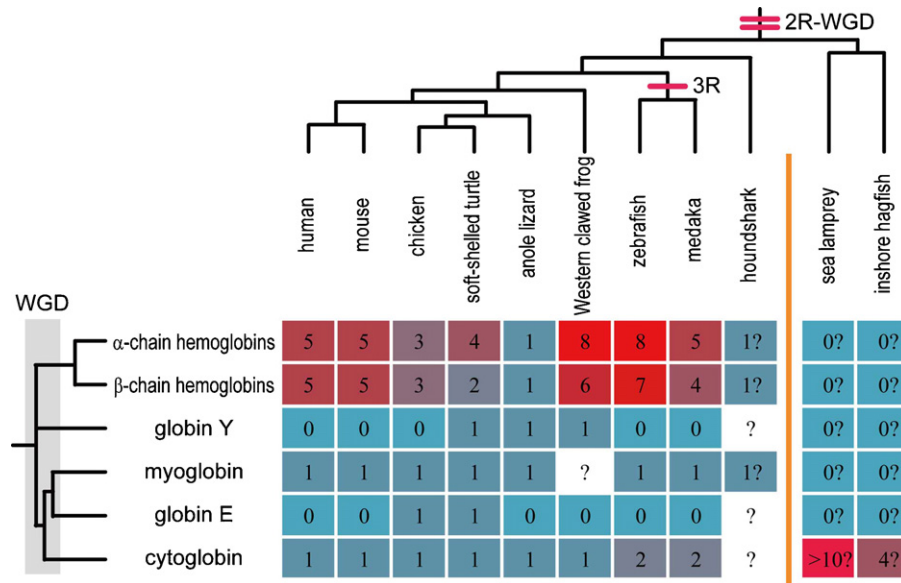 2R-WGD
3R
human
mouse
chicken
soft-shelled turtle
anole lizard
Western clawed frog
zebrafish
medaka
houndshark
sea lamprey
inshore hagfish
WGD
α-chain hemoglobins 5 5 3 4 1 8 8 5 1? 0? 0?
β-chain hemoglobins 5 5 3 2 1 6 7 4 1? 0? 0?
globin Y 0 0 0 1 1 1 0 0 ? 0? 0?
myoglobin 1 1 1 1 1 ? 1 1 1? 0? 0?
globin E 0 0 1 1 0 0 0 0 ? 0? 0?
cytoglobin 1 1 1 1 1 1 2 2 ? >10? 4?